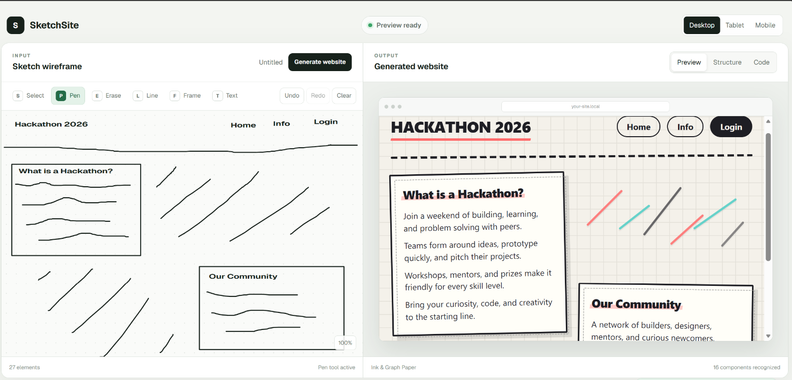 S SketchSite
Preview ready
Desktop Tablet Mobile
INPUT
Sketch wireframe
Untitled Generate website
S Select P Pen E Erase L Line F Frame T Text Undo Redo Clear
Hackathon 2026 Home Info Login
What is a Hackathon?
Our Community
100%
27 elements Pen tool active
OUTPUT
Generated website
Preview Structure Code
your-site.local
HACKATHON 2026 Home Info Login
What is a Hackathon?
Join a weekend of building, learning,
and problem solving with peers.
Teams form around ideas, prototype
quickly, and pitch their projects.
Workshops, mentors, and prizes make it
friendly for every skill level.
Bring your curiosity, code, and creativity
to the starting line.
Our Community
A network of builders, designers,
mentors, and curious newcomers.
Ink & Graph Paper 16 components recognized